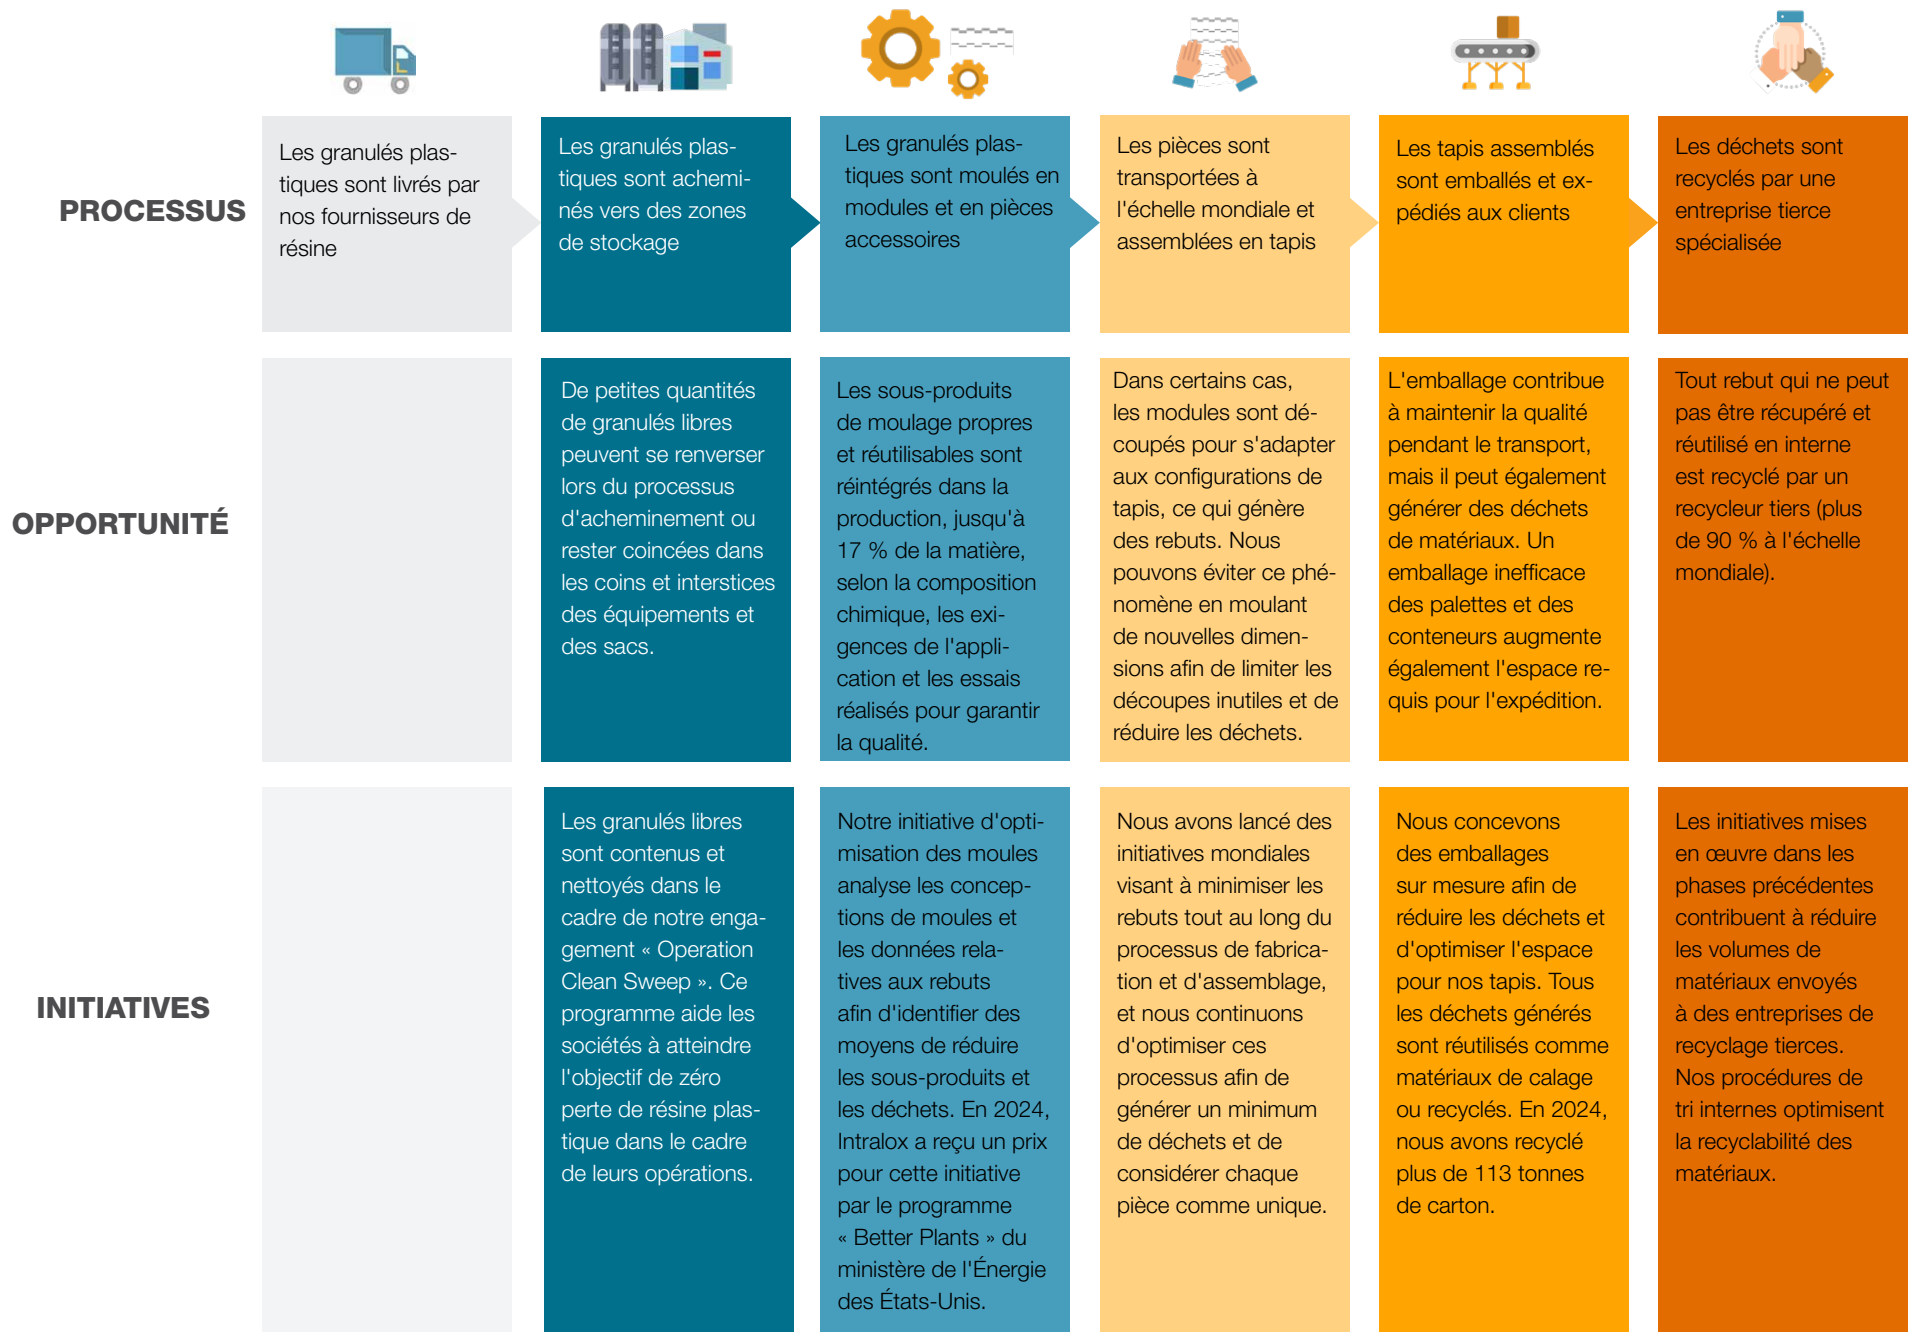 PROCESSUS
Les granulés plas-
tiques sont livrés par
nos fournisseurs de
résine
Les granulés plas-
tiques sont achemi-
nés vers des zones
de stockage
Les granulés plas-
tiques sont moulés en
modules et en pièces
accessoires
Les pièces sont
transportées à
l'échelle mondiale et
assemblées en tapis
Les tapis assemblés
sont emballés et ex-
pédiés aux clients
Les déchets sont
recyclés par une
entreprise tierce
spécialisée
OPPORTUNITÉ
De petites quantités
de granulés libres
peuvent se renverser
lors du processus
d'acheminement ou
rester coincées dans
les coins et interstices
des équipements et
des sacs.
Les sous-produits
de moulage propres
et réutilisables sont
réintégrés dans la
production, jusqu'à
17 % de la matière,
selon la composition
chimique, les exi-
gences de l'appli-
cation et les essais
réalisés pour garantir
la qualité.
Dans certains cas,
les modules sont dé-
coupés pour s'adapter
aux configurations de
tapis, ce qui génère
des rebuts. Nous
pouvons éviter ce phé-
nomène en moulant
de nouvelles dimen-
sions afin de limiter les
découpes inutiles et de
réduire les déchets.
L'emballage contribue
à maintenir la qualité
pendant le transport,
mais il peut également
générer des déchets
de matériaux. Un
emballage inefficace
des palettes et des
conteneurs augmente
également l'espace re-
quis pour l'expédition.
Tout rebut qui ne peut
pas être récupéré et
réutilisé en interne
est recyclé par un
recycleur tiers (plus
de 90 % à l'échelle
mondiale).
INITIATIVES
Les granulés libres
sont contenus et
nettoyés dans le
cadre de notre enga-
gement « Operation
Clean Sweep ». Ce
programme aide les
sociétés à atteindre
l'objectif de zéro
perte de résine plas-
tique dans le cadre
de leurs opérations.
Notre initiative d'opti-
misation des moules
analyse les concep-
tions de moules et
les données rela-
tives aux rebuts
afin d'identifier des
moyens de réduire
les sous-produits et
les déchets. En 2024,
Intralox a reçu un prix
pour cette initiative
par le programme
« Better Plants » du
ministère de l'Énergie
des États-Unis.
Nous avons lancé des
initiatives mondiales
visant à minimiser les
rebuts tout au long du
processus de fabrica-
tion et d'assemblage,
et nous continuons
d'optimiser ces
processus afin de
générer un minimum
de déchets et de
considérer chaque
pièce comme unique.
Nous concevons
des emballages
sur mesure afin de
réduire les déchets et
d'optimiser l'espace
pour nos tapis. Tous
les déchets générés
sont réutilisés comme
matériaux de calage
ou recyclés. En 2024,
nous avons recyclé
plus de 113 tonnes
de carton.
Les initiatives mises
en œuvre dans les
phases précédentes
contribuent à réduire
les volumes de
matériaux envoyés
à des entreprises de
recyclage tierces.
Nos procédures de
tri internes optimisent
la recyclabilité des
matériaux.